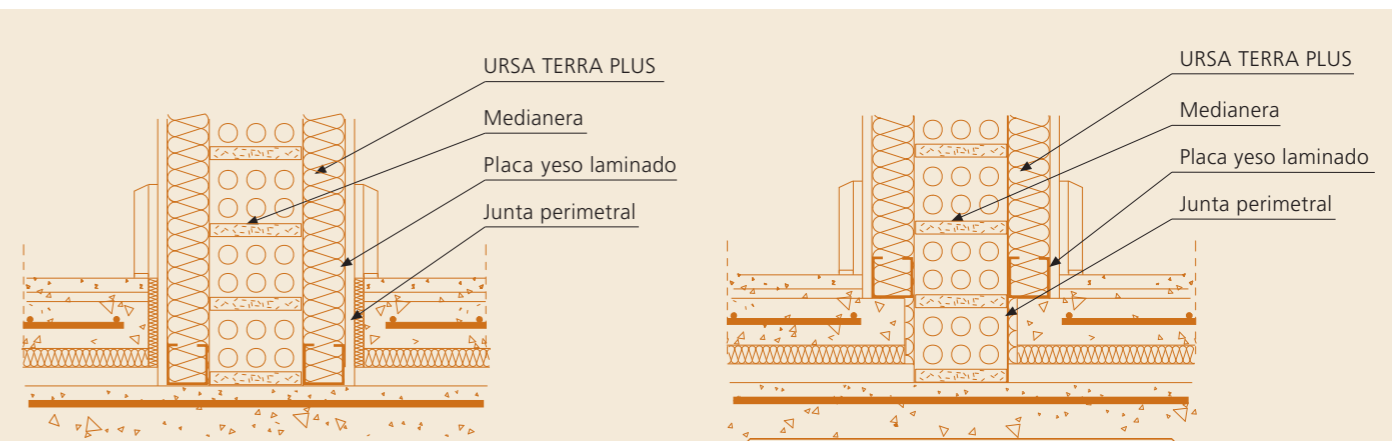 URSA TERRA PLUS
Medianera
Placa yeso laminado
Junta perimetral
URSA TERRA PLUS
Medianera
Placa yeso laminado
Junta perimetral